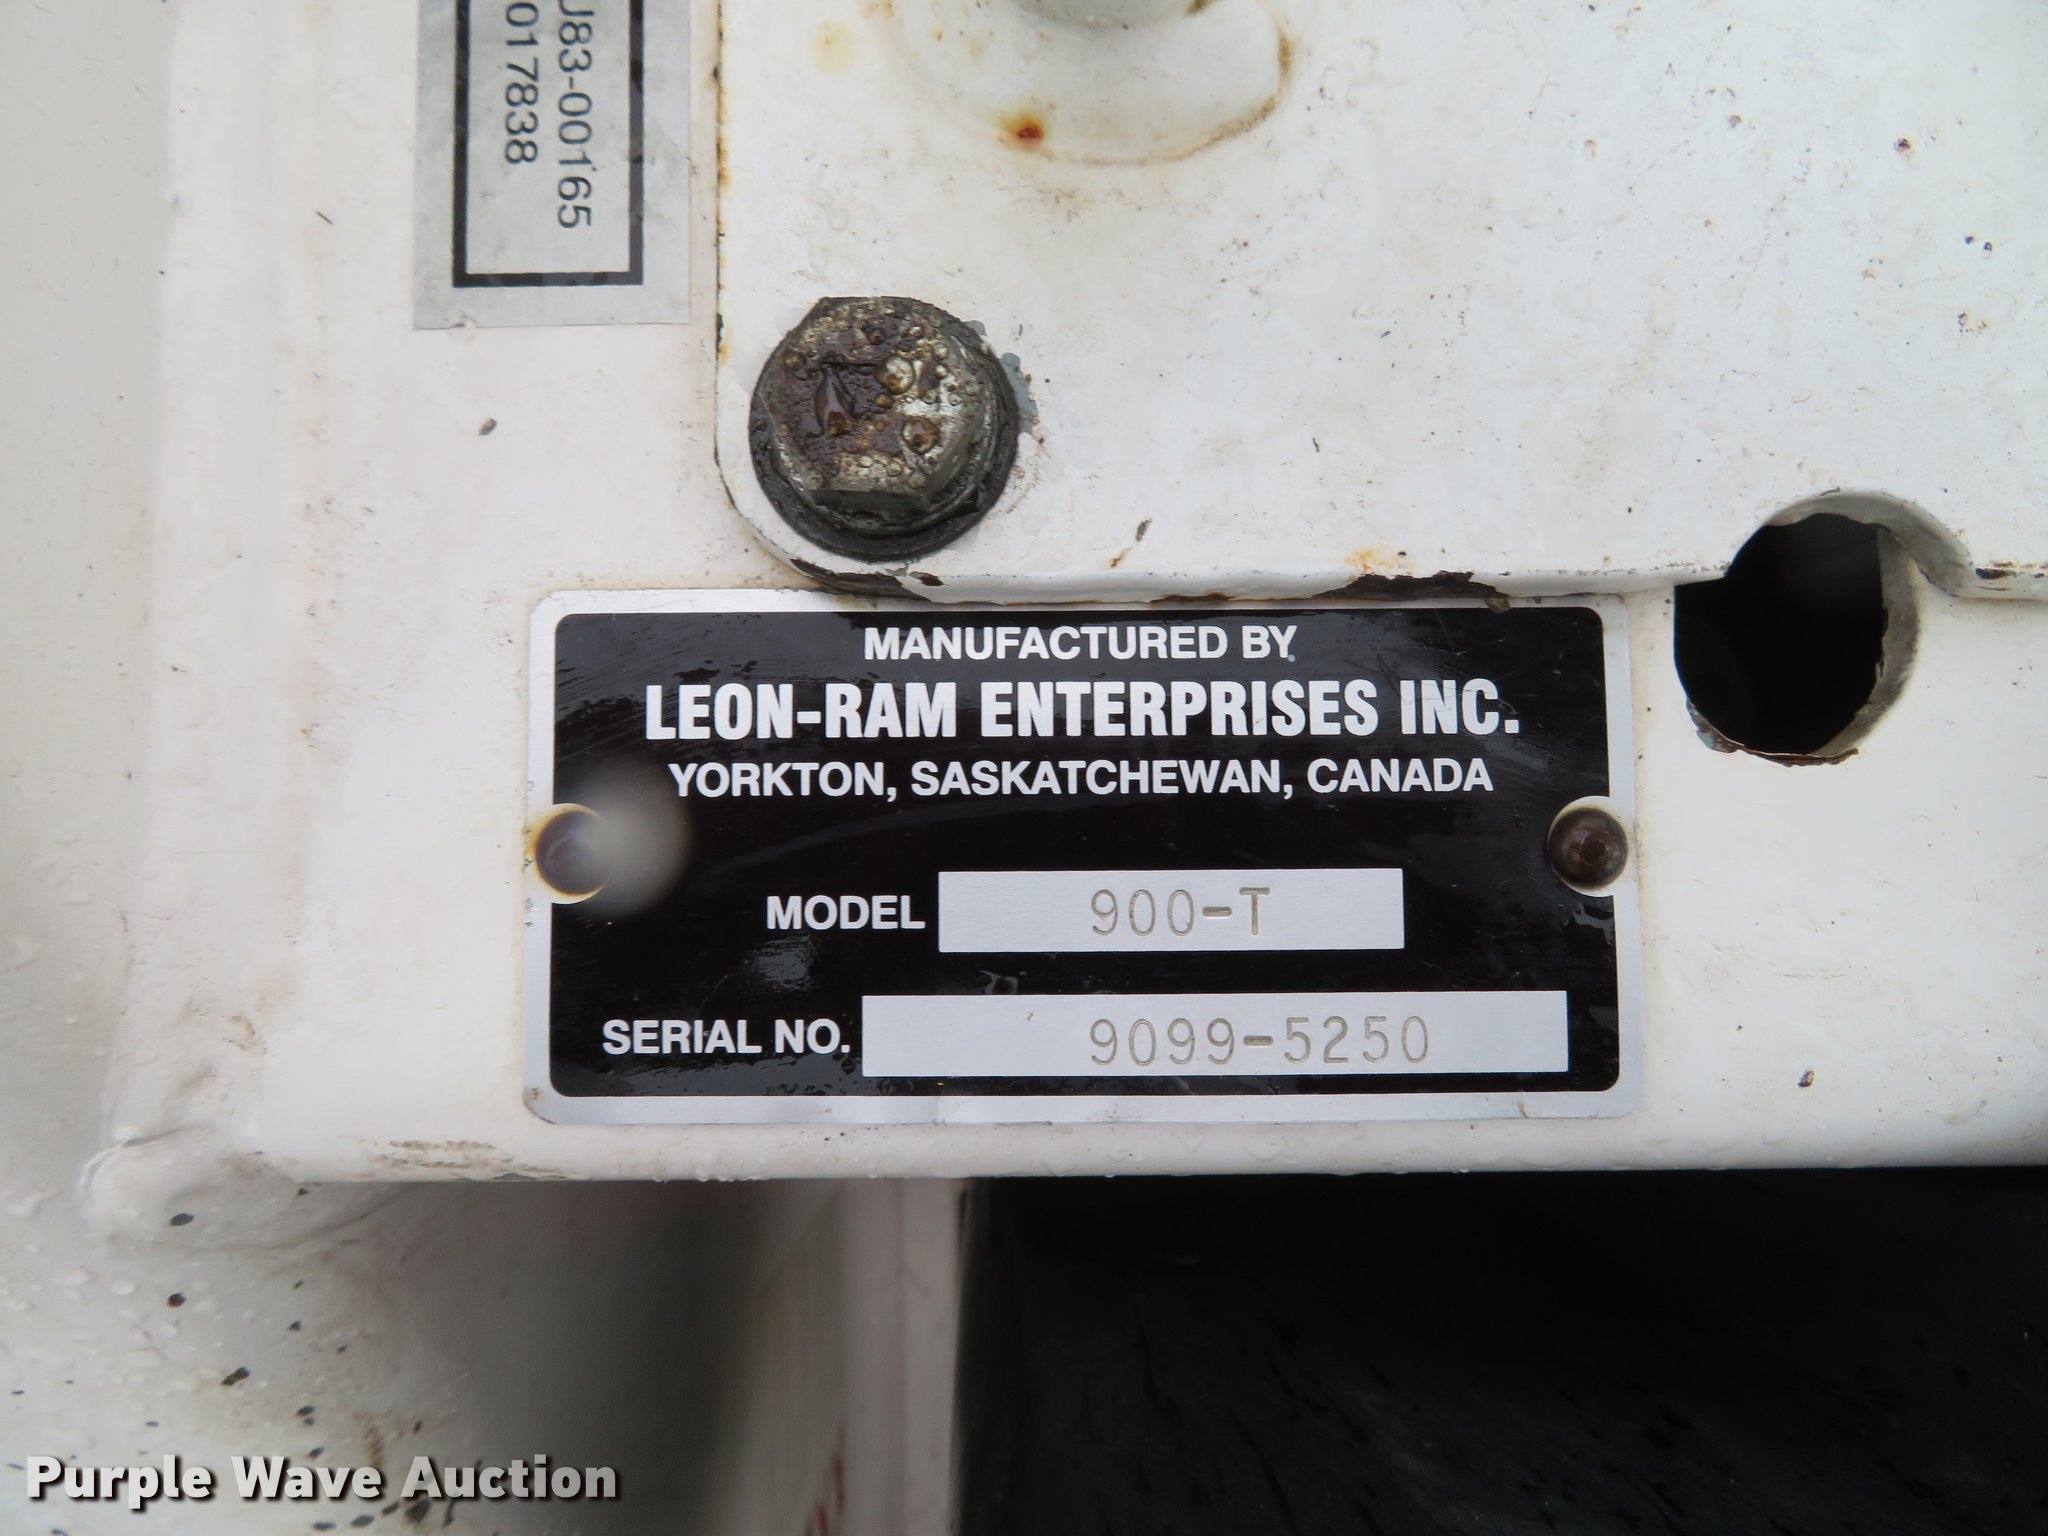 J83-00165
0017838
MANUFACTURED BY
LEON-RAM ENTERPRISES INC.
YORKTON, SASKATCHEWAN, CANADA
MODEL 900-T
SERIAL NO. 9099-5250
Purple Wave Auction